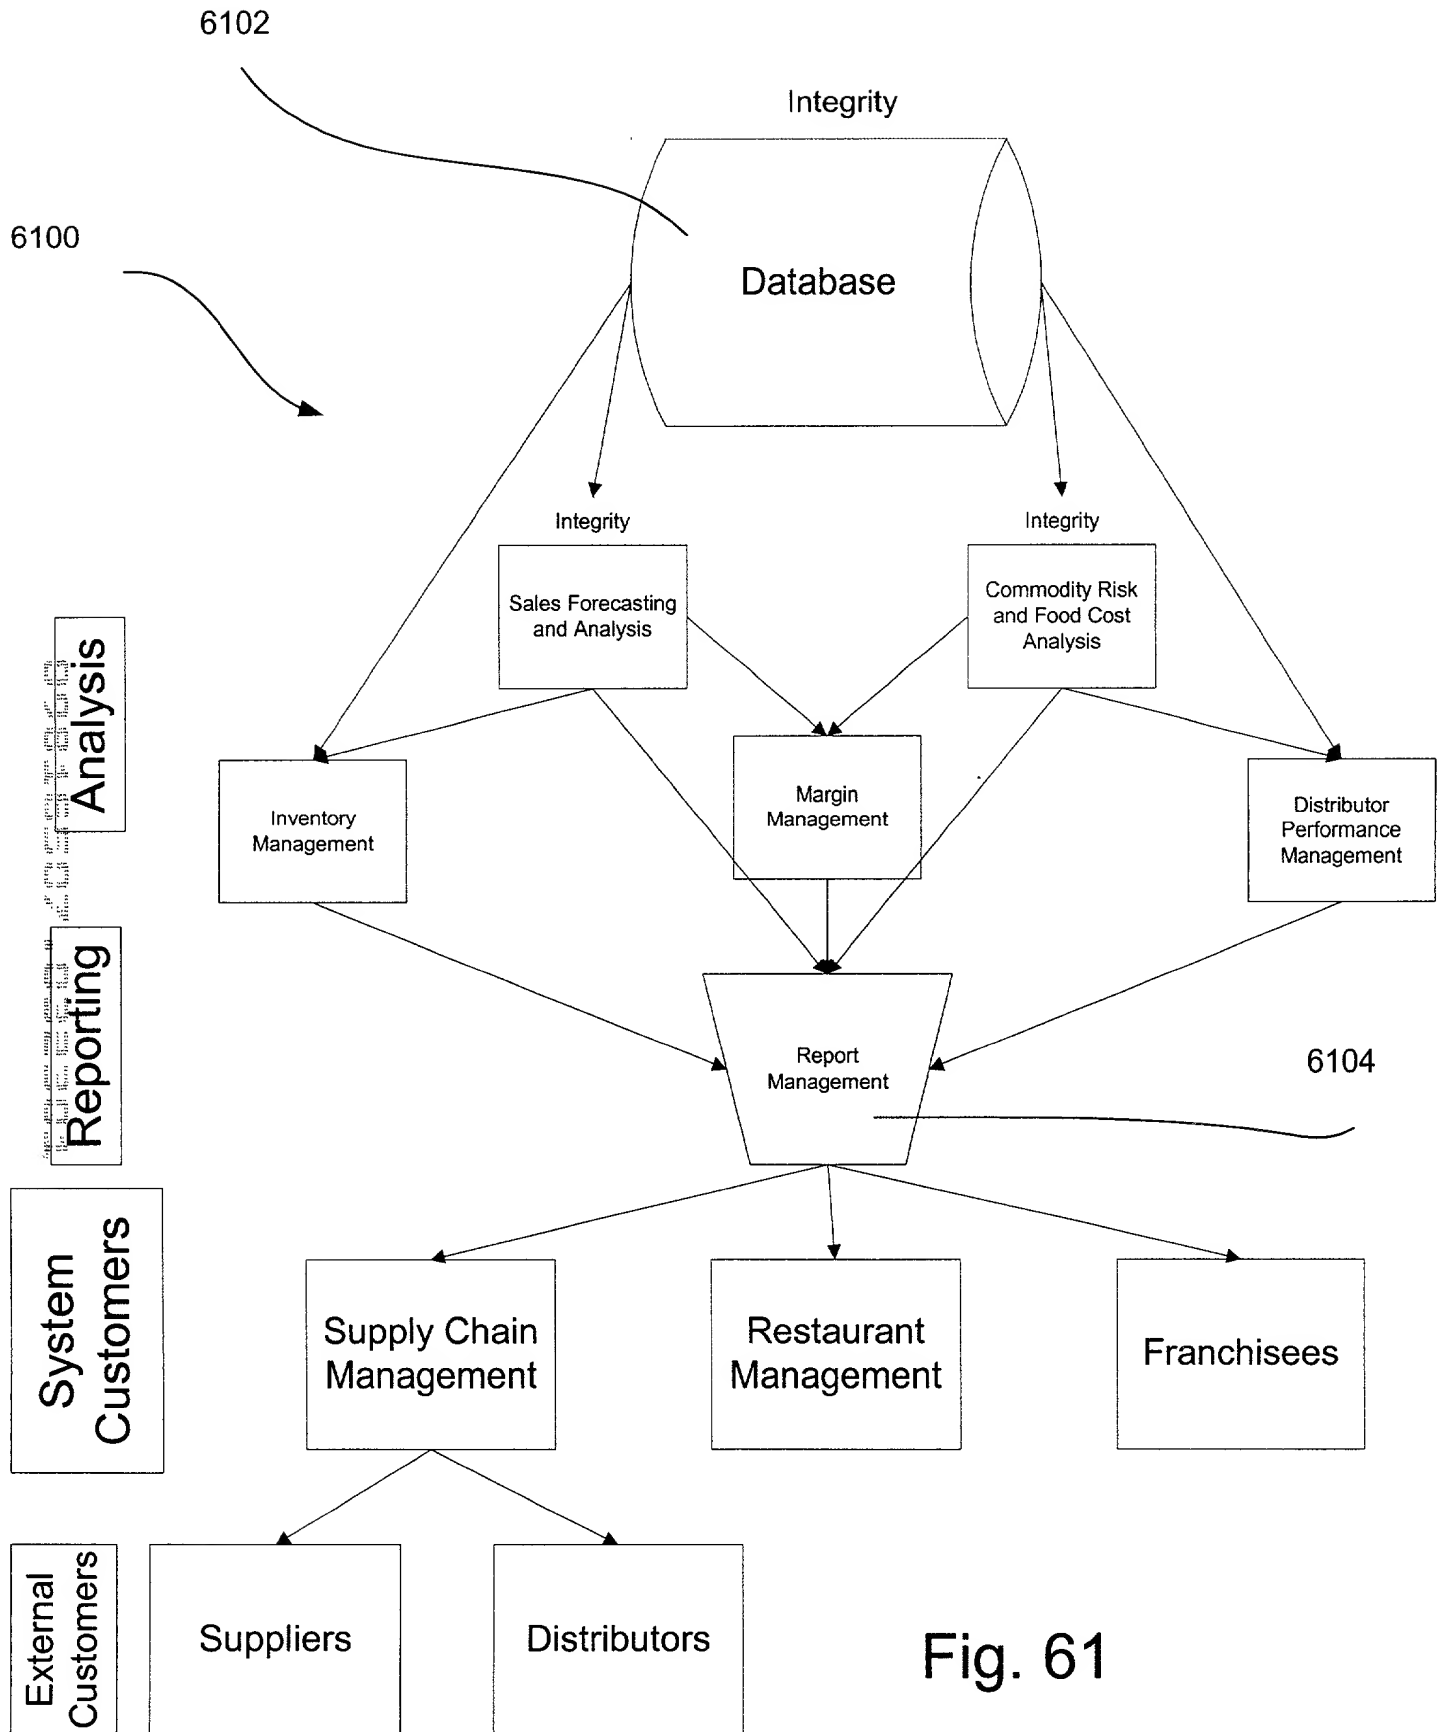 6102
Integrity
6100
Database
Integrity
Integrity
Sales Forecasting
and Analysis
Commodity Risk
and Food Cost
Analysis
Analysis
Inventory
Management
Margin
Management
Distributor
Performance
Management
Reporting
Report
Management
6104
System
Customers
Supply Chain
Management
Restaurant
Management
Franchisees
External
Customers
Suppliers
Distributors
Fig. 61